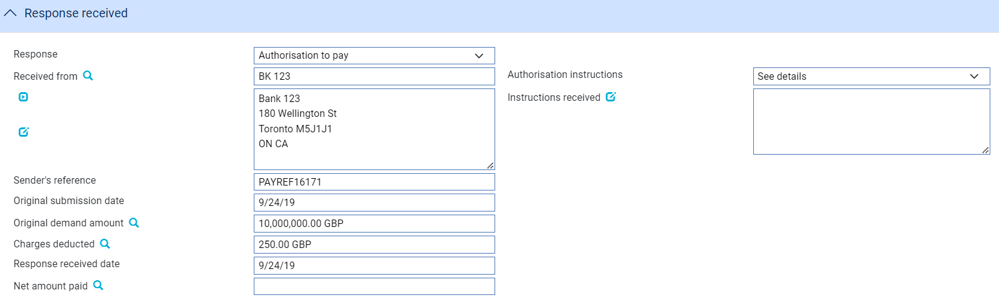 Response received
Response
Authorisation to pay
Received from
BK 123
Authorisation instructions
See details
Bank 123
180 Wellington St
Toronto M5J1J1
ON CA
Instructions received
Sender's reference
PAYREF16171
Original submission date
9/24/19
Original demand amount
10,000,000.00 GBP
Charges deducted
250.00 GBP
Response received date
9/24/19
Net amount paid